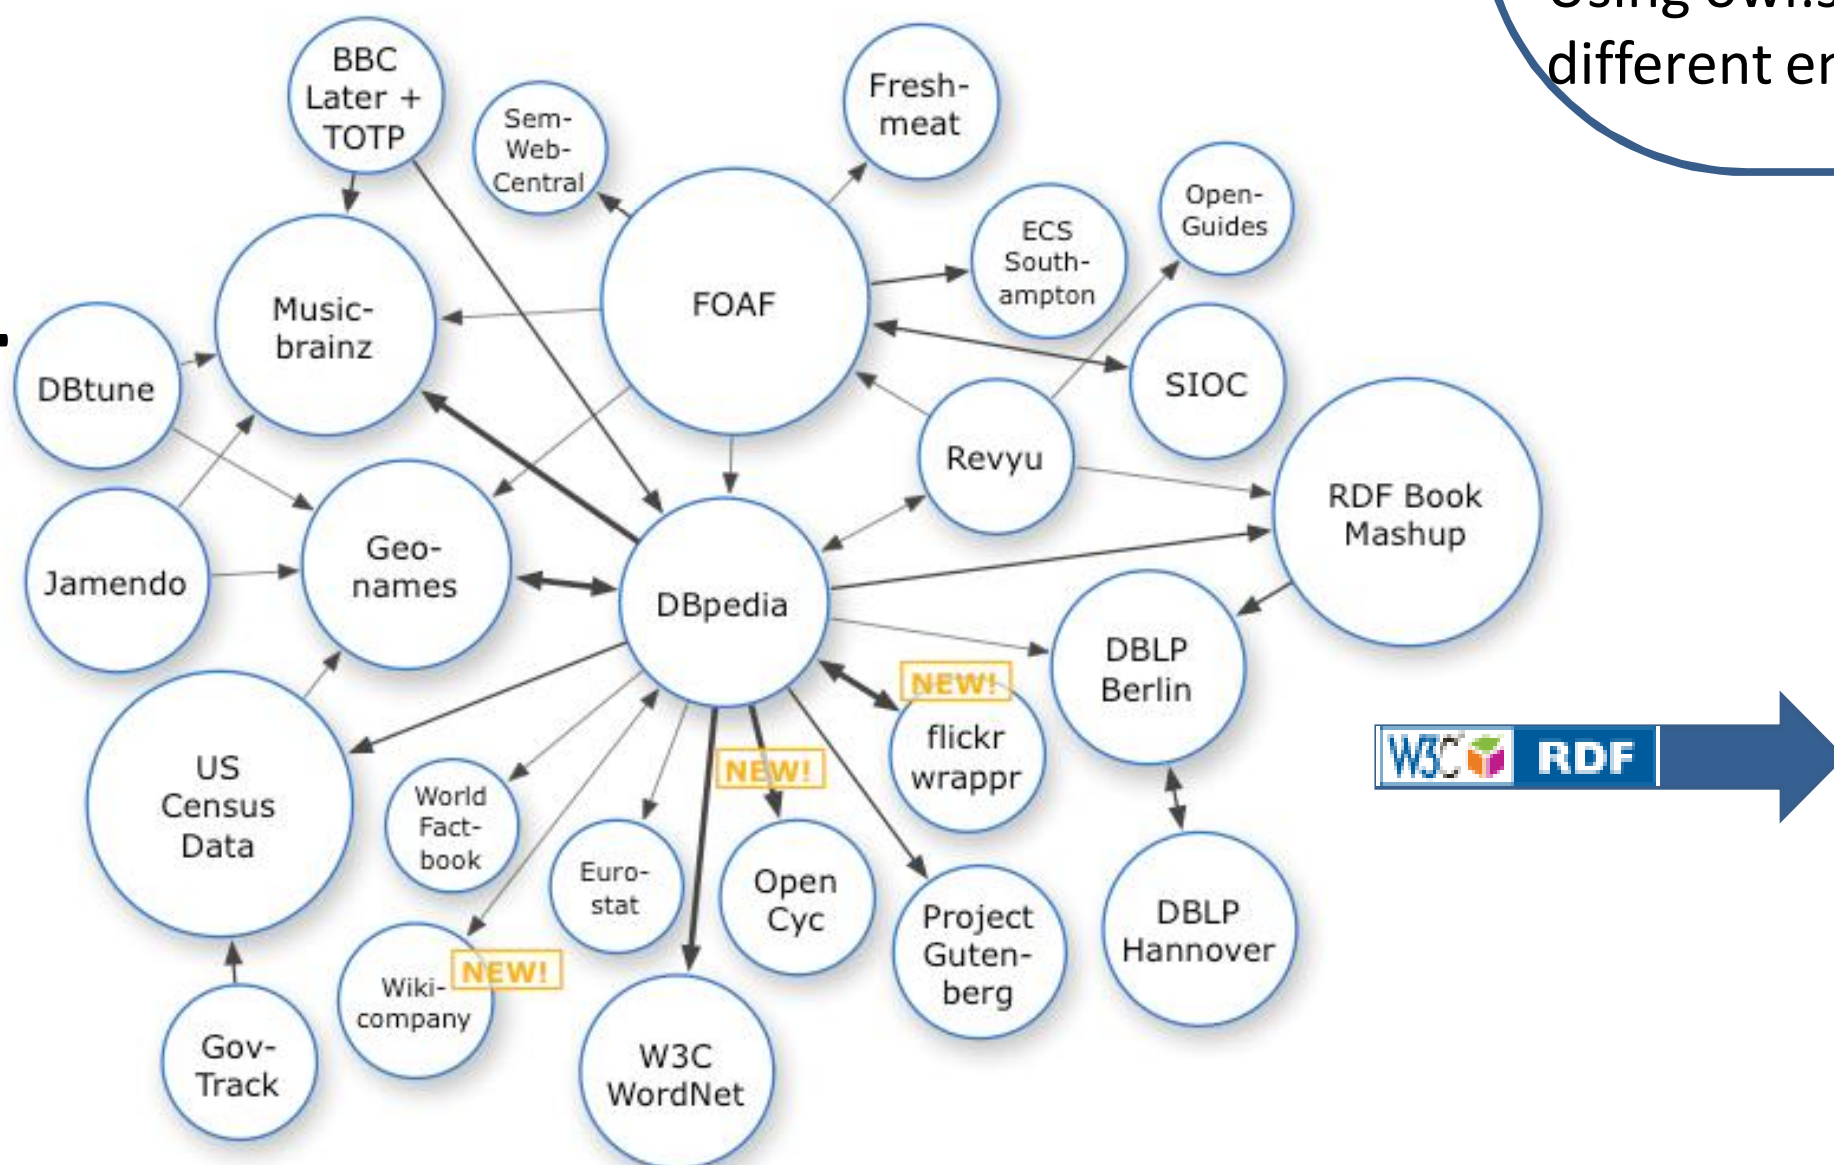 Using owl:s
different er
BBC
Later +
TOTP
Sem-
Web-
Central
Fresh-
meat
Open-
Guides
ECS
South-
ampton
FOAF
Music-
brainz
DBtune
SIOC
Revyu
RDF Book
Mashup
Geo-
names
Jamendo
DBpedia
DBLP
Berlin
NEW!
flickr
wrappr
W3C RDF
US
Census
Data
NEW!
World
Fact-
book
Euro-
stat
Open
Cyc
Project
Guten-
berg
DBLP
Hannover
NEW!
Wiki-
company
Gov-
Track
W3C
WordNet